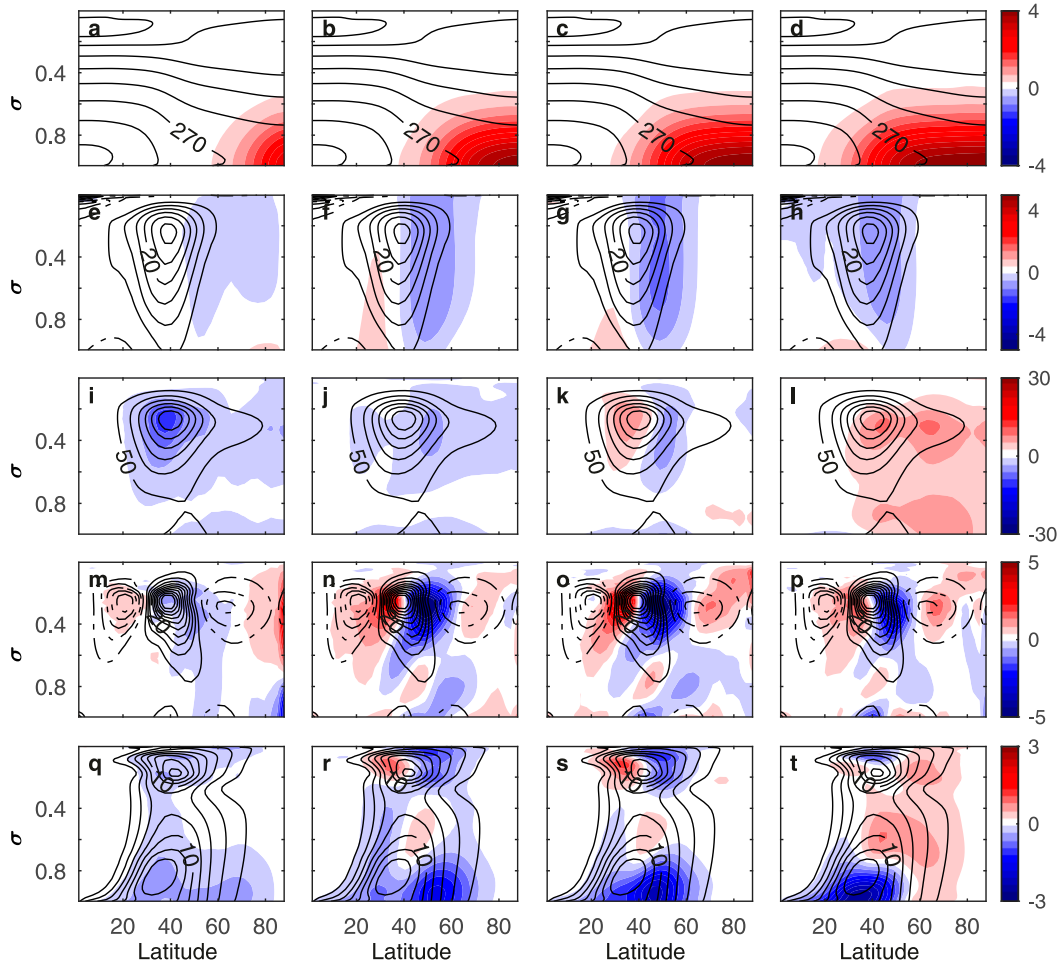 a b c d 4
σ 0.4 0.8 270 270 270 270 0 -4
e f g h 5
σ 0.4 0.8 20 20 20 20 0 -5
i j k l 30
σ 0.4 0.8 50 50 50 50 0 -30
m n o p 5
σ 0.4 0.8 0 -5
q r s t 3
σ 0.4 0.8 10 10 10 10 10 10 10 10 0 -3
20 40 60 80 20 40 60 80 20 40 60 80 20 40 60 80
Latitude Latitude Latitude Latitude